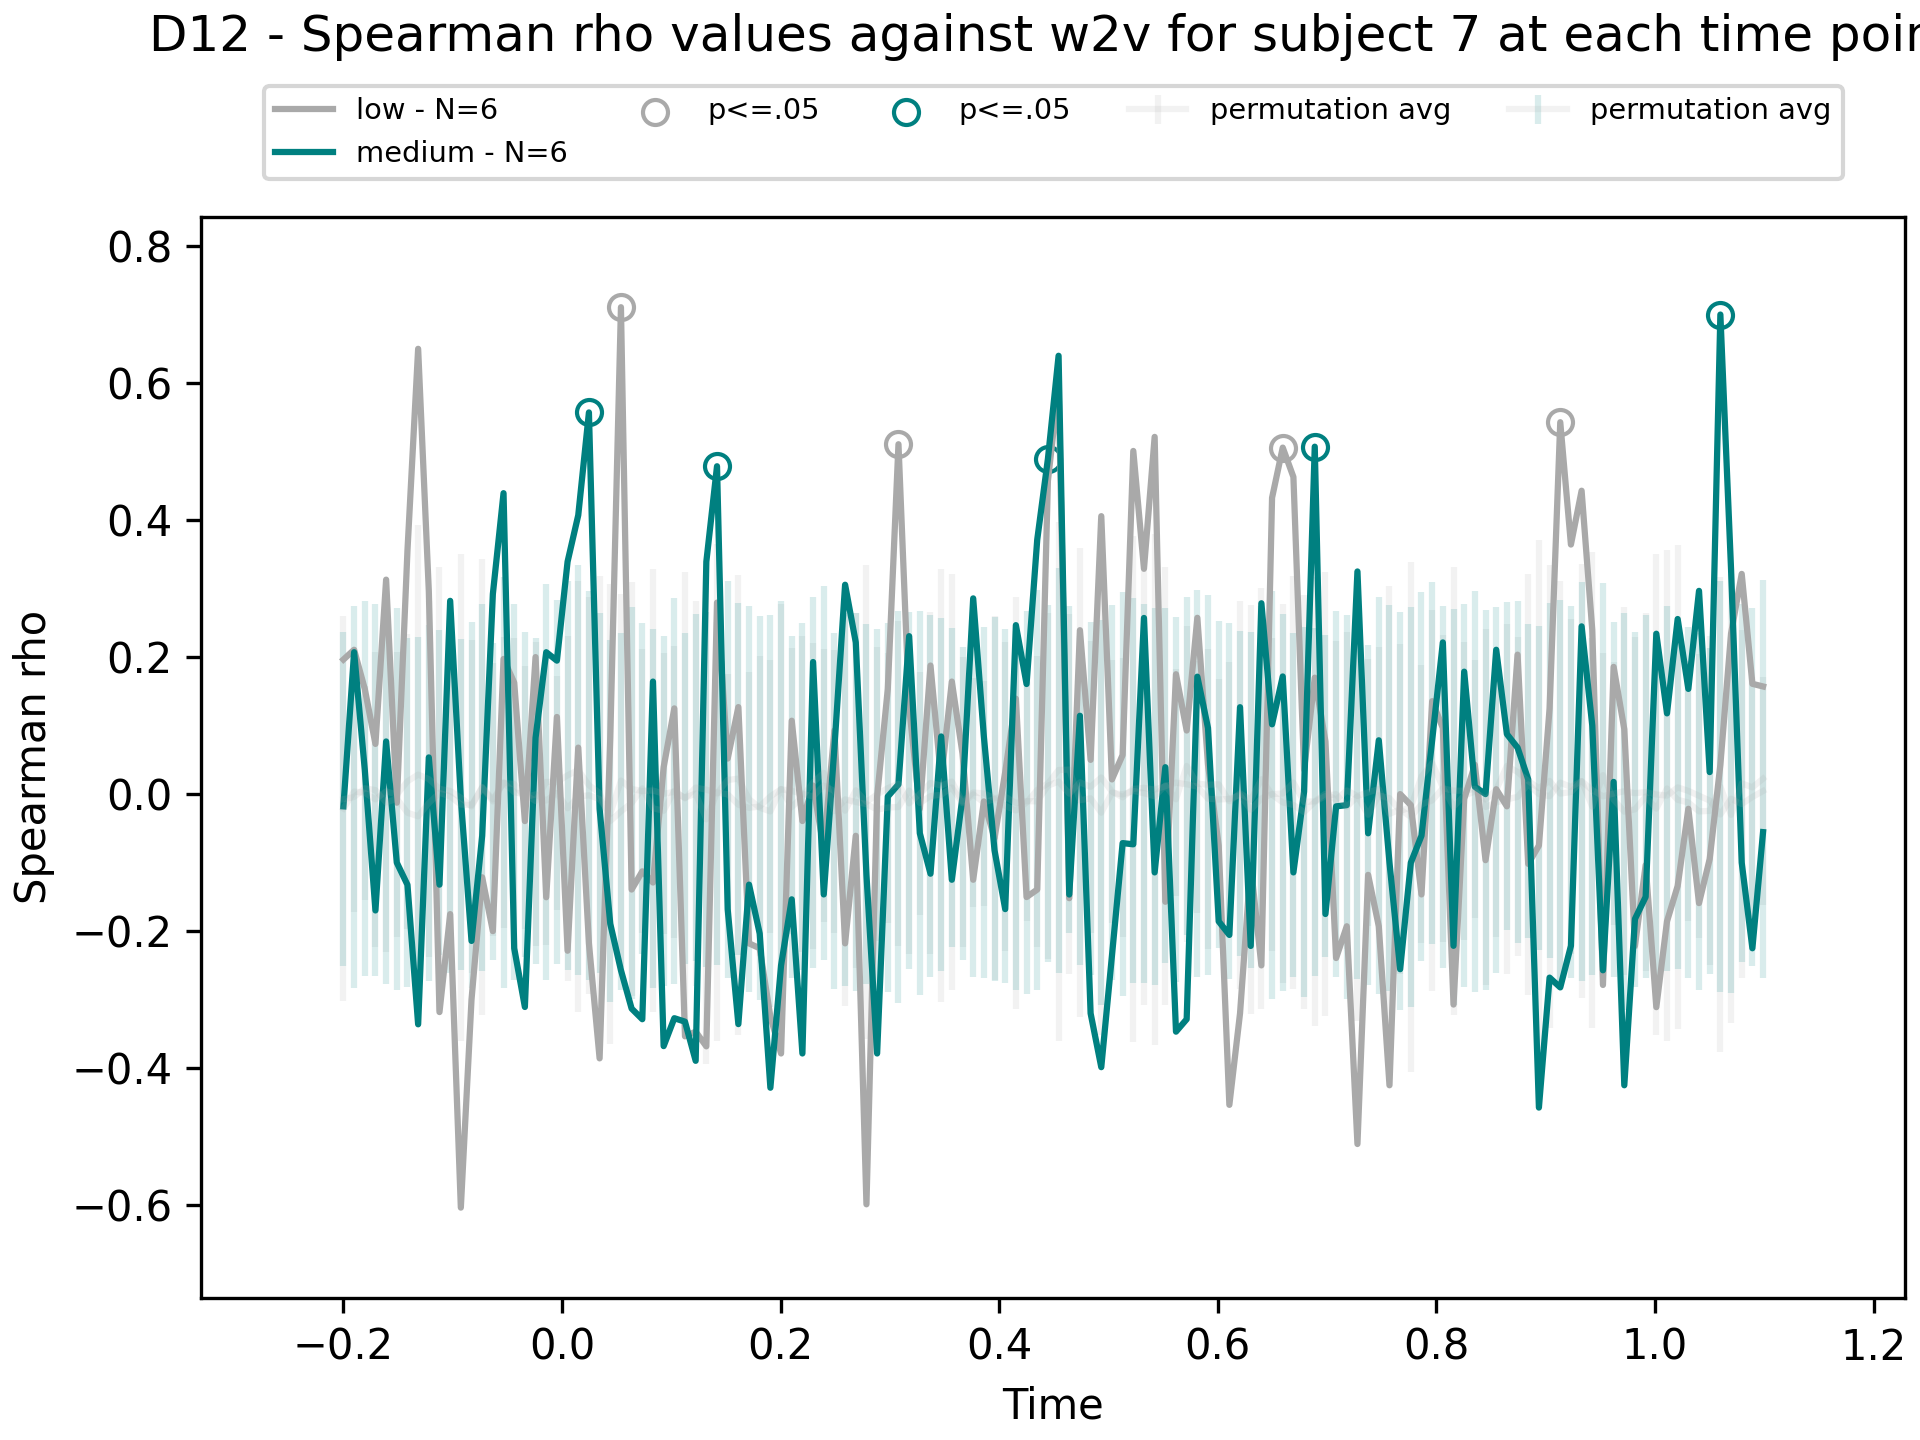 D12 - Spearman rho values against w2v for subject 7 at each time poin
low - N=6
medium - N=6
p<=.05
p<=.05
permutation avg
permutation avg
Spearman rho
0.8
0.6
0.4
0.2
0.0
−0.2
−0.4
−0.6
−0.2 0.0 0.2 0.4 0.6 0.8 1.0 1.2
Time